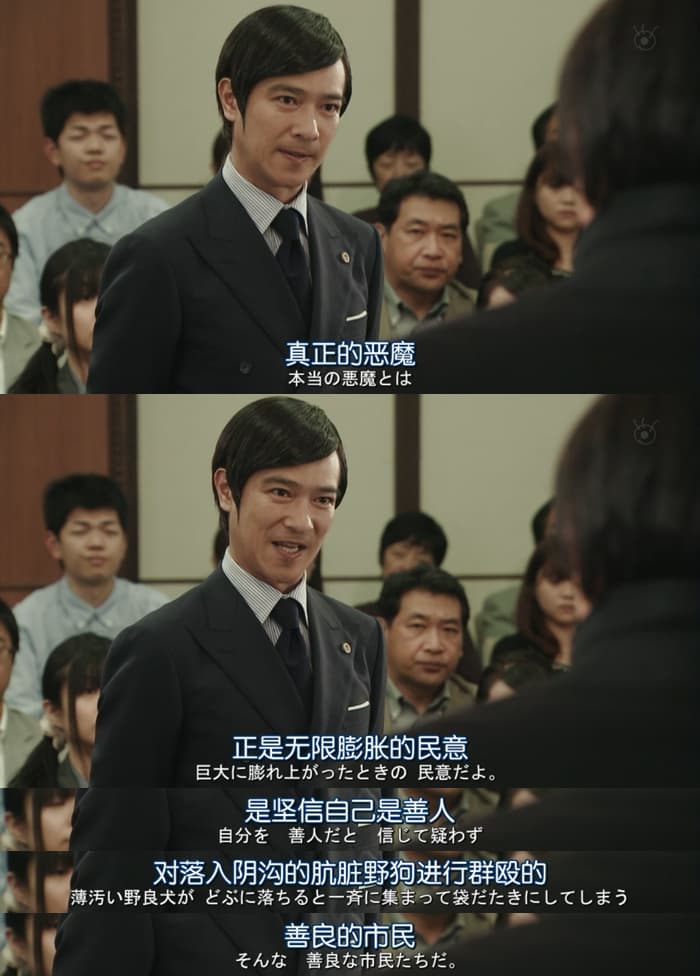 真正的恶魔
本当の悪魔とは
正是无限膨胀的民意
巨大に膨れ上がったときの 民意だよ。
是坚信自己是善人
自分を 善人だと 信じて疑わず
对落入阴沟的肮脏野狗进行群殴的
薄汚い野良犬が どぶに落ちると一斉に集まって袋だたきにしてしまう
善良的市民
そんな 善良な市民たちだ。